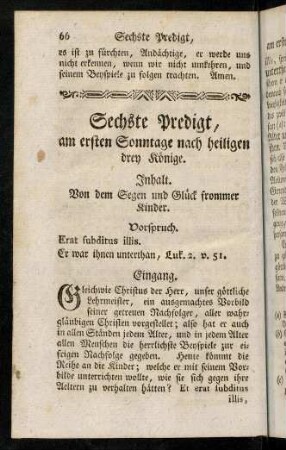 66 Sechste Predigt,
es ist zu fürchten, Andächtige, er werde uns
nicht erkennen, wenn wir nicht umkehren, und
seinem Beyspiele zu folgen trachten. Amen.
Sechste Predigt,
am ersten Sonntage nach heiligen
drey Könige.
Inhalt.
Von dem Segen und Glück frommer
Kinder.
Vorspruch.
Erat subditus illis.
Er war ihnen unterthan, Luk. 2. v. 51.
Eingang.
Gleichwie Christus der Herr, unser göttliche
Lehrmeister, ein ausgemachtes Vorbild
seiner getreuen Nachfolger, aller wahr-
gläubigen Christen vorgestellet; also hat er auch
in allen Ständen jedem Alter, und in jedem Alter
allen Menschen die herrlichste Beyspiele zur ei-
feigen Nachfolge gegeben. Heute kömmt die
Reihe an die Kinder; welche er mit seinem Vor-
bilde unterrichten wollte, wie sie sich gegen ihre
Aeltern zu verhalten hätten? Et erat subditus
illis,